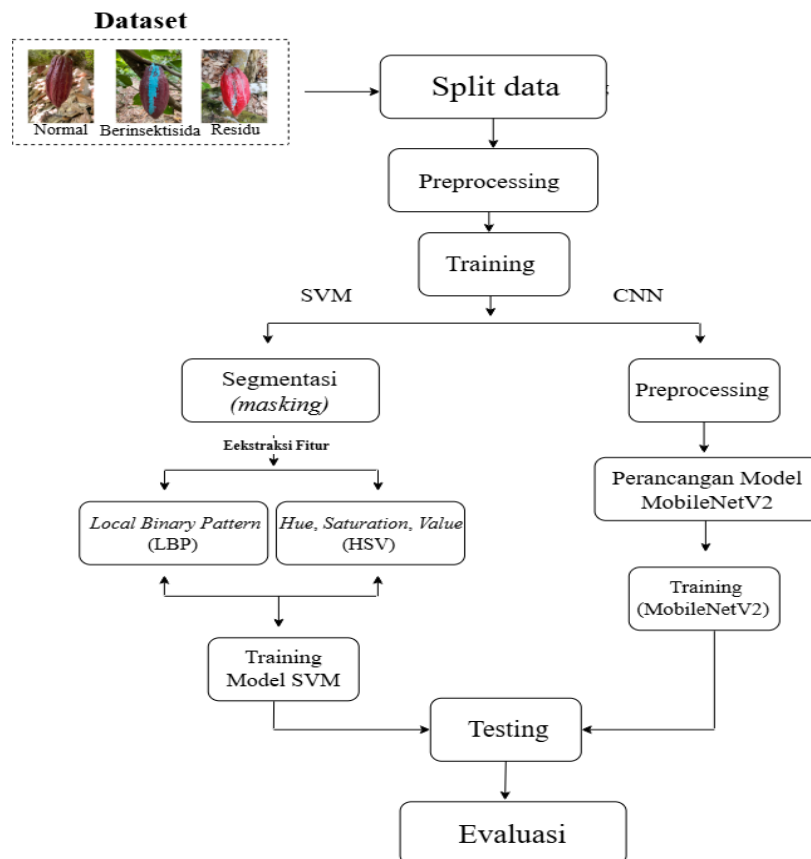 Dataset
Normal
Berinsektisida
Residu
Split data
Preprocessing
Training
SVM
CNN
Segmentasi
(masking)
Preprocessing
Eekstraksi Fitur
Perancangan Model
MobileNetV2
Local Binary Pattern
(LBP)
Hue, Saturation, Value
(HSV)
Training
(MobileNetV2)
Training
Model SVM
Testing
Evaluasi